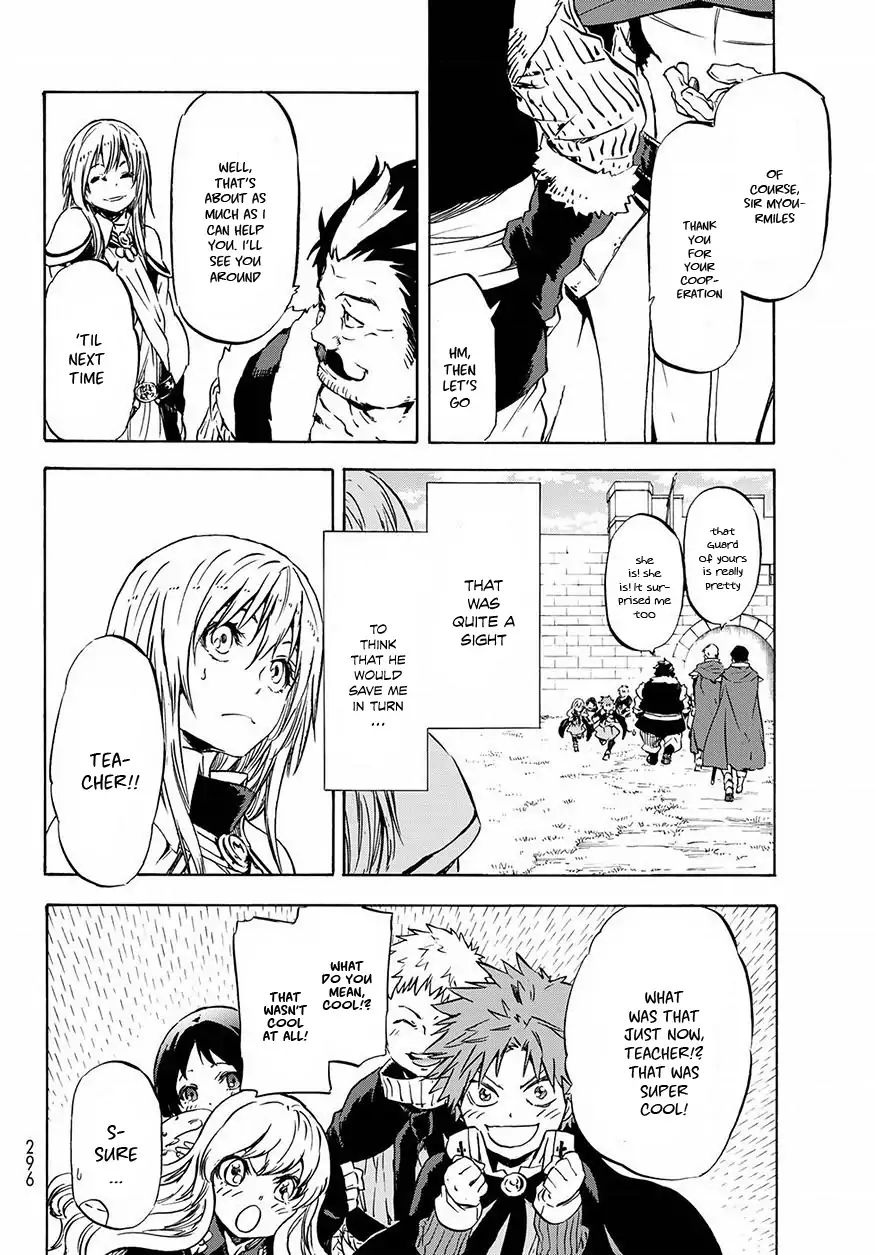 OF
COURSE,
SIR MYOU-
RMILES
THANK
YOU
FOR
YOUR
COOP-
ERATION
HM,
THEN
LET'S
GO
WELL,
THAT'S
ABOUT AS
MUCH AS I
CAN HELP
YOU. I'LL
SEE YOU
AROUND
'TIL
NEXT
TIME
that
guard
of yours
is really
pretty
she
is! she
is! It sur-
prised me
too
THAT
WAS
QUITE A
SIGHT
TO
THINK
THAT HE
WOULD
SAVE ME
IN TURN
...
TEA-
CHER!!
WHAT
WAS THAT
JUST NOW,
TEACHER!?
THAT WAS
SUPER
COOL!
WHAT
DO YOU
MEAN,
COOL!?
THAT
WASN'T
COOL
AT ALL!
S-
SURE
...
296